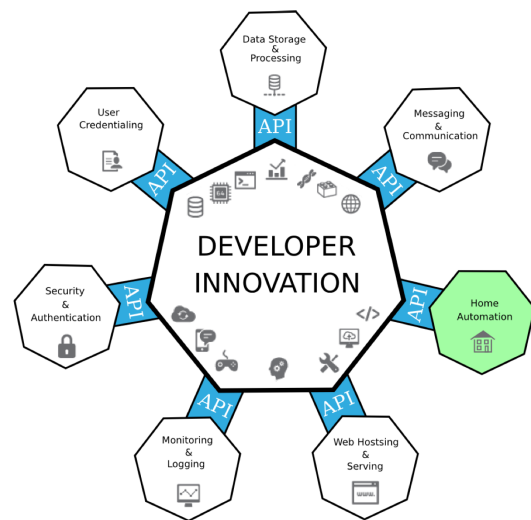 Data Storage
&
Processing
API
User
Credentialing
API
Messaging
&
Communication
API
DEVELOPER
INNOVATION
Security
&
Authentication
API
Home
Automation
API
</>
Monitoring
&
Logging
API
Web Hostsing
&
Serving
API
www.